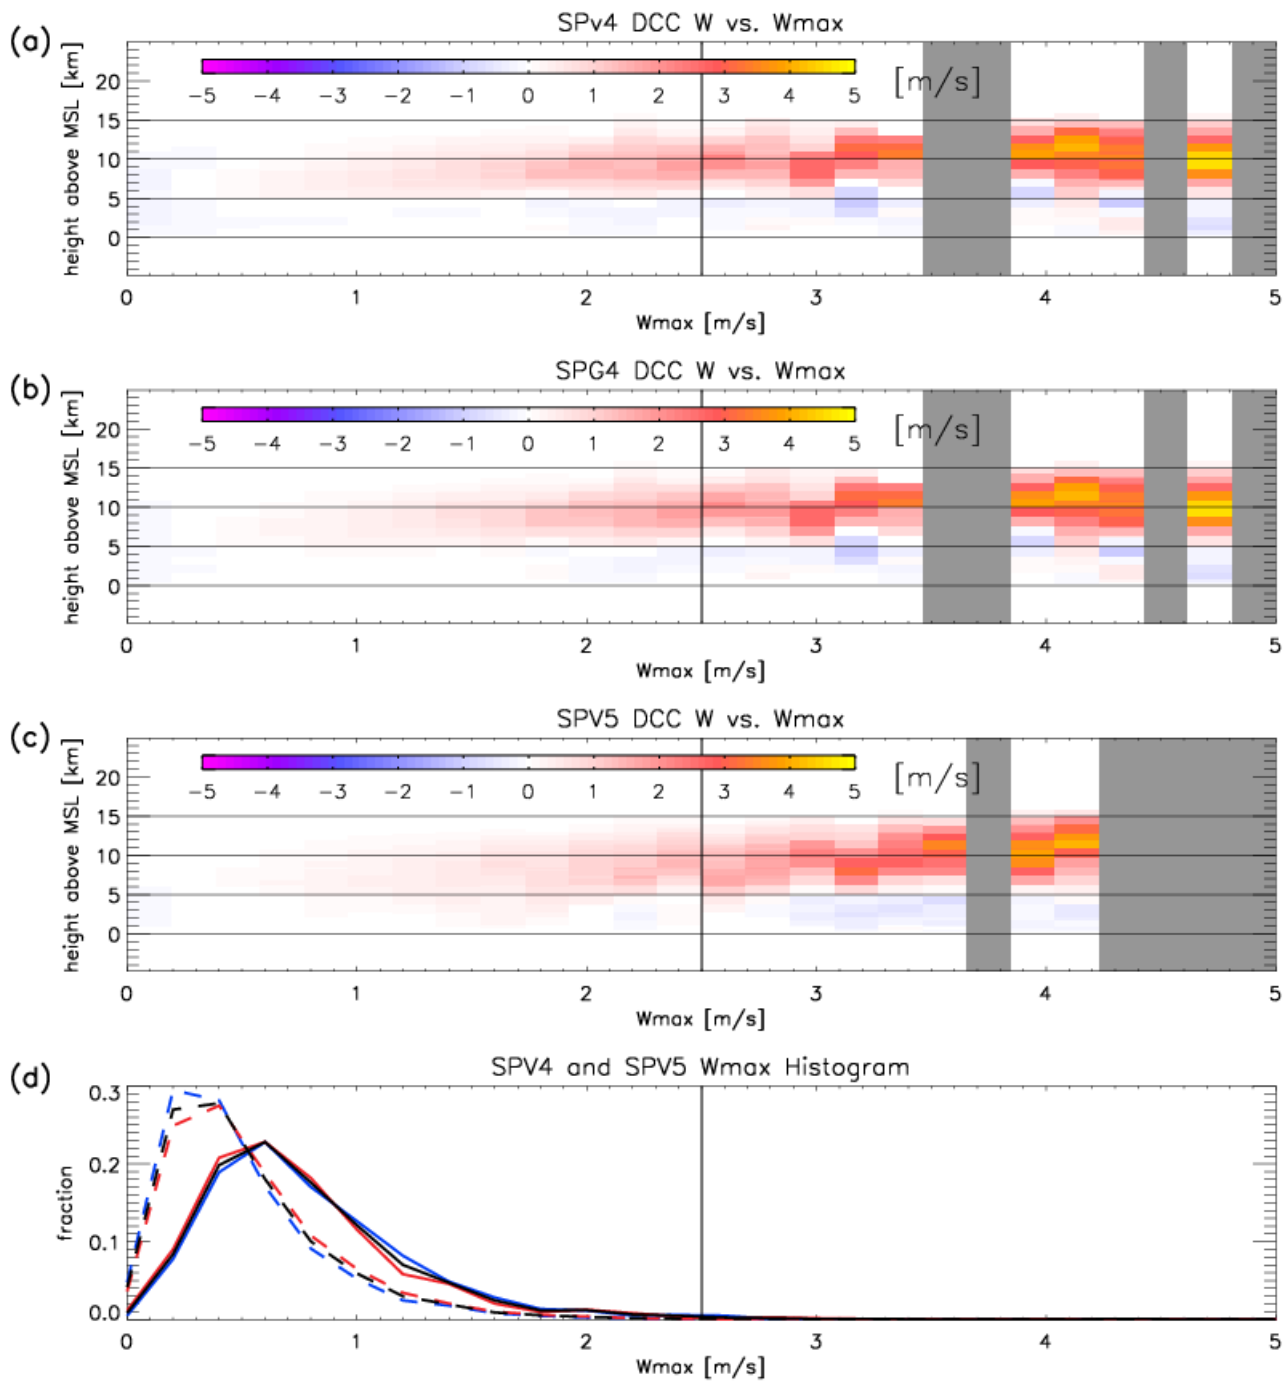 SPv4 DCC W vs. Wmax
(a)
height above MSL [km]
20
15
10
5
0
-5 -4 -3 -2 -1 0 1 2 3 4 5
[m/s]
0 1 2 3 4 5
Wmax [m/s]
SPG4 DCC W vs. Wmax
(b)
height above MSL [km]
20
15
10
5
0
-5 -4 -3 -2 -1 0 1 2 3 4 5
[m/s]
0 1 2 3 4 5
Wmax [m/s]
SPV5 DCC W vs. Wmax
(c)
height above MSL [km]
20
15
10
5
0
-5 -4 -3 -2 -1 0 1 2 3 4 5
[m/s]
0 1 2 3 4 5
Wmax [m/s]
SPV4 and SPV5 Wmax Histogram
(d)
fraction
0.3
0.2
0.1
0.0
0 1 2 3 4 5
Wmax [m/s]